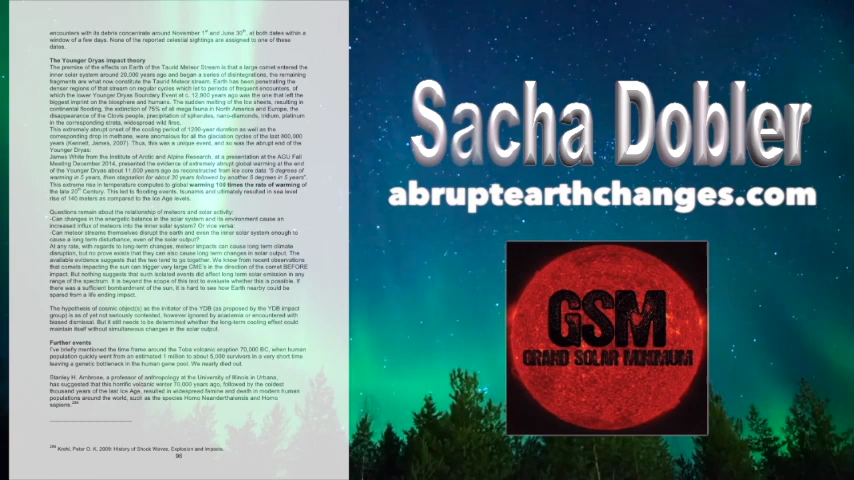 encounters with its debris concentrate around November 1st and June 30th, at both dates within a
window of a few days. None of the reported celestial sightings are assigned to one of these
dates.
The Younger Dryas Impact theory
The premise of the effects on Earth of the Taurid Meteor Stream is that a large comet entered the
inner solar system around 20,000 years ago and began a series of disintegrations, the remaining
fragments are what now constitute the Taurid Meteor stream. Earth has been penetrating the
denser regions of that stream on regular cycles which let to periods of frequent encounters, of
which the lower Younger Dryas Boundary Event at c. 12,900 years ago was the one that left the
biggest imprint on the biosphere and humans. The sudden melting of the ice sheets, resulting in
continental flooding, the extinction of 75% of all mega fauna in North America and Europe, the
disappearance of the Clovis people, precipitation of spherules, nano-diamonds, Iridium, platinum
in the corresponding strata, widespread wild fires.
This extremely abrupt onset of the cooling period of 1200-year duration as well as the
corresponding drop in methane, were anomalous for all the glaciation cycles of the last 800,000
years (Kennett, James, 2007). Thus, this was a unique event, and so was the abrupt end of the
Younger Dryas:
James White from the Institute of Arctic and Alpine Research, at a presentation at the AGU Fall
Meeting December 2014, presented the evidence of extremely abrupt global warming at the end
of the Younger Dryas about 11,000 years ago as reconstructed from ice core data "5 degrees of
warming in 5 years, then stagnation for about 30 years followed by another 5 degrees in 5 years".
This extreme rise in temperature computes to global warming 100 times the rate of warming of
the late 20th Century. This led to flooding events, tsunamis and ultimately resulted in sea level
rise of 140 meters as compared to the Ice Age levels.
Questions remain about the relationship of meteors and solar activity:
-Can changes in the energetic balance in the solar system and its environment cause an
increased influx of meteors into the inner solar system? Or vice versa:
-Can meteor streams themselves disrupt the earth and even the inner solar system enough to
cause a long term disturbance, even of the solar output?
At any rate, with regards to long-term changes, meteor impacts can cause long term climate
disruption, but no prove exists that they can also cause long term changes in solar output. The
available evidence suggests that the two tend to go together. We know from recent observations
that comets impacting the sun can trigger very large CME's in the direction of the comet BEFORE
impact. But nothing suggests that such isolated events did affect long term solar emission in any
range of the spectrum. It is beyond the scope of this text to evaluate whether this is possible. If
there was a sufficient bombardment of the sun, it is hard to see how Earth nearby could be
spared from a life ending impact.
The hypothesis of cosmic object(s) as the initiator of the YDB (as proposed by the YDB impact
group) is as of yet not seriously contested, however ignored by academia or encountered with
biased dismissal. But it still needs to be determined whether the long-term cooling effect could
maintain itself without simultaneous changes in the solar output.
Further events
I've briefly mentioned the time frame around the Toba volcanic eruption 70,000 BC, when human
population quickly went from an estimated 1 million to about 5,000 survivors in a very short time
leaving a genetic bottleneck in the human gene pool. We nearly died out.
Stanley H. Ambrose, a professor of anthropology at the University of Illinois in Urbana,
has suggested that this horrific volcanic winter 70,000 years ago, followed by the coldest
thousand years of the last Ice Age, resulted in widespread famine and death in modern human
populations around the world, such as the species Homo Neanderthalensis and Homo
sapiens.
Krehl, Peter O. K, 2009: History of Shock Waves, Explosion and Impacts.
96
Sacha Dobler
abruptearthchanges.com
GSM
GRAND SOLAR MINIMUM